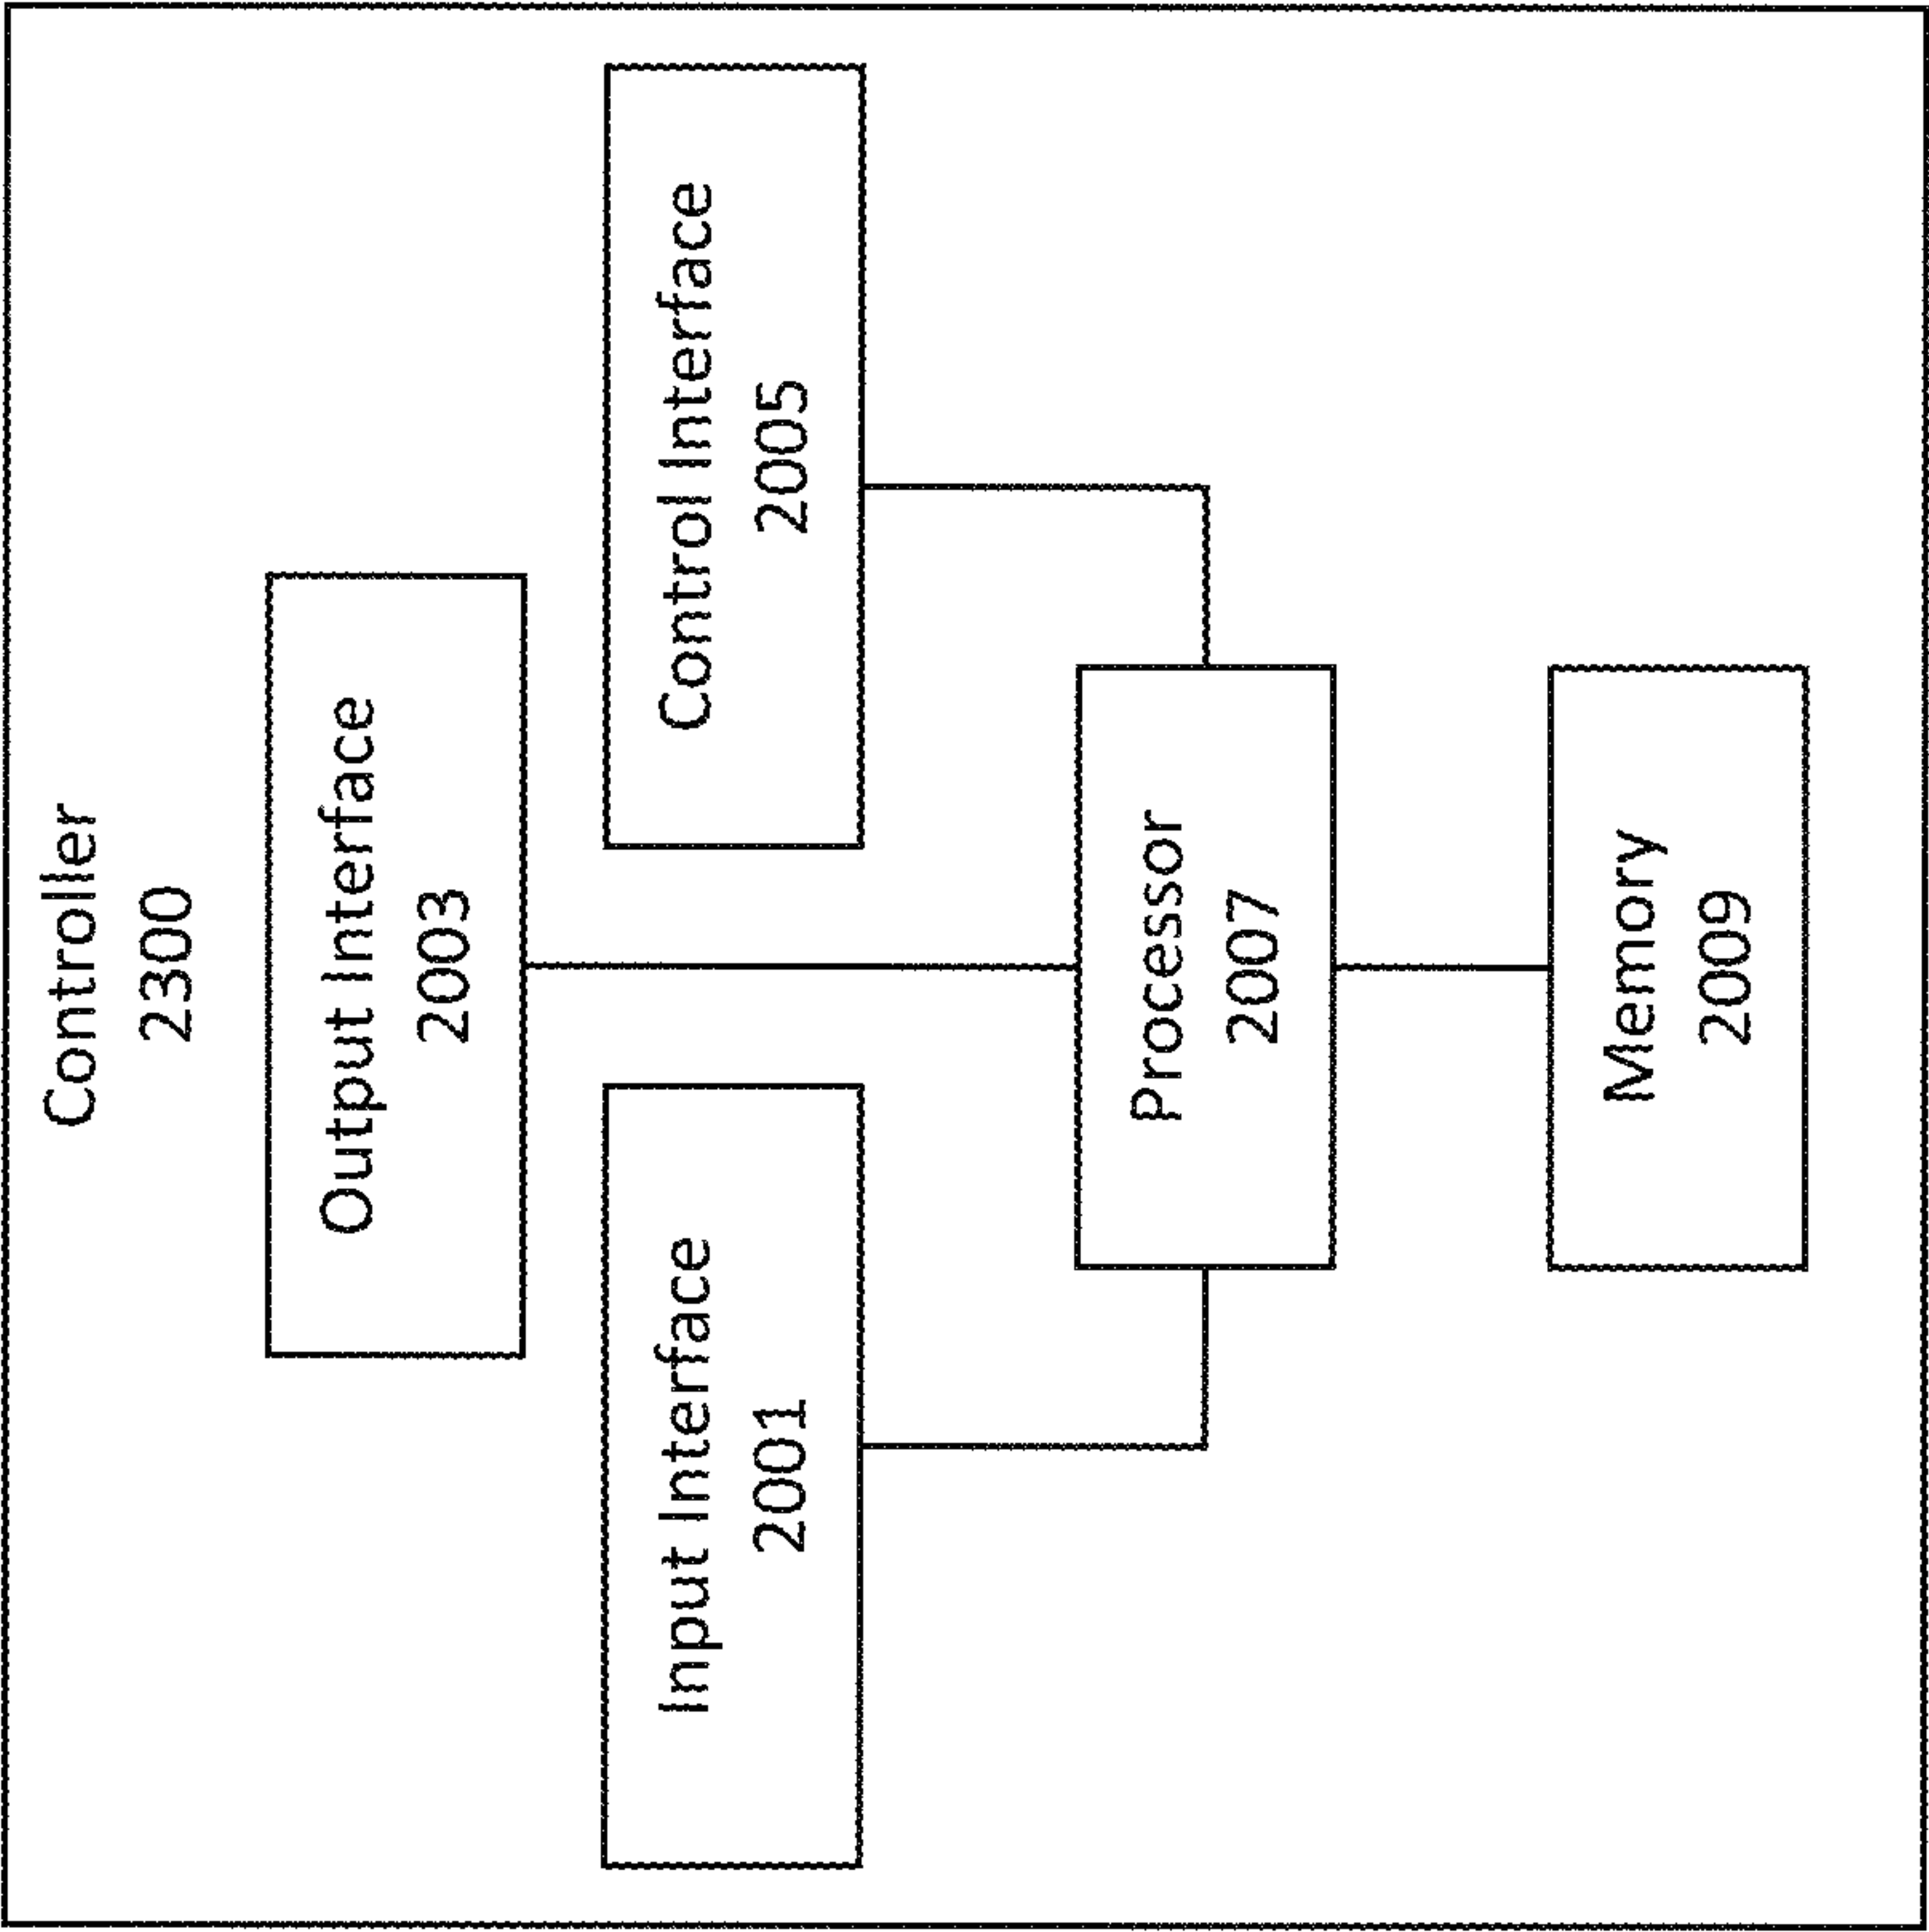 Controller
2300
Output Interface
2003
Input Interface
2001
Control Interface
2005
Processor
2007
Memory
2009